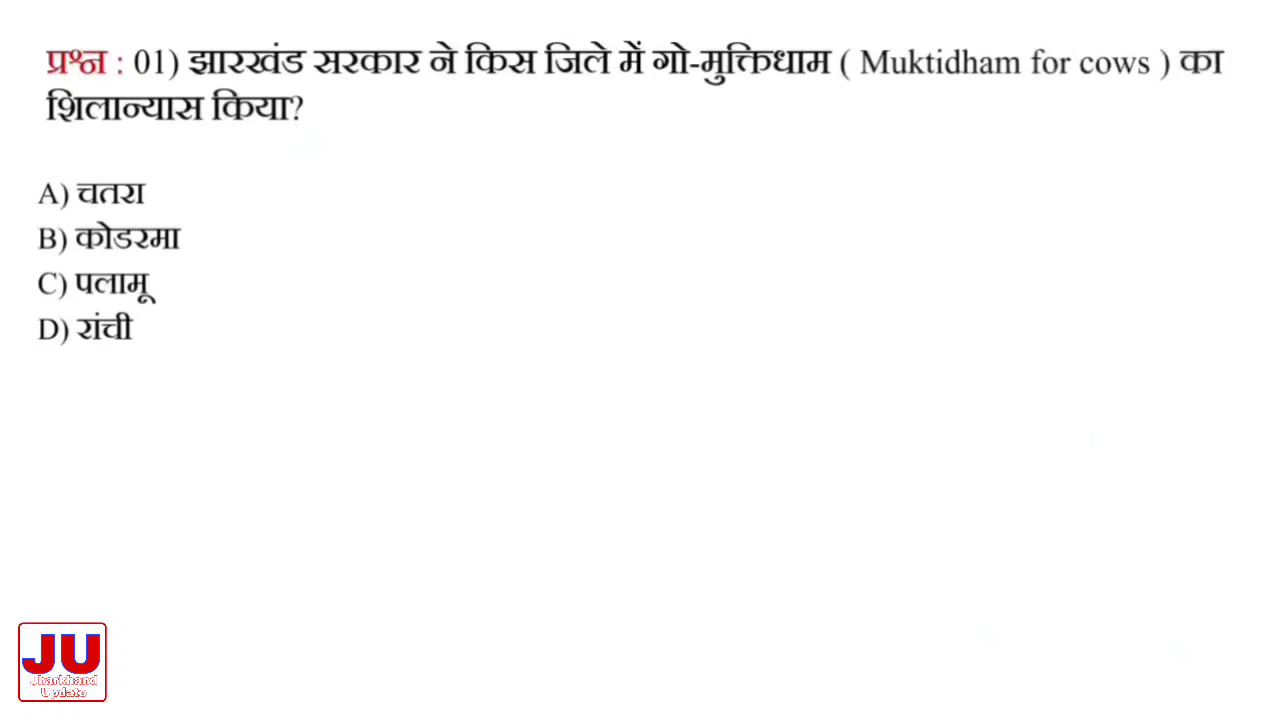 प्रश्न : 01) झारखंड सरकार ने किस जिले में गो-मुक्तिधाम ( Muktidham for cows ) का
शिलान्यास किया?
A) चतरा
B) कोडरमा
C) पलामू
D) रांची
JU
Jharkhand
Update